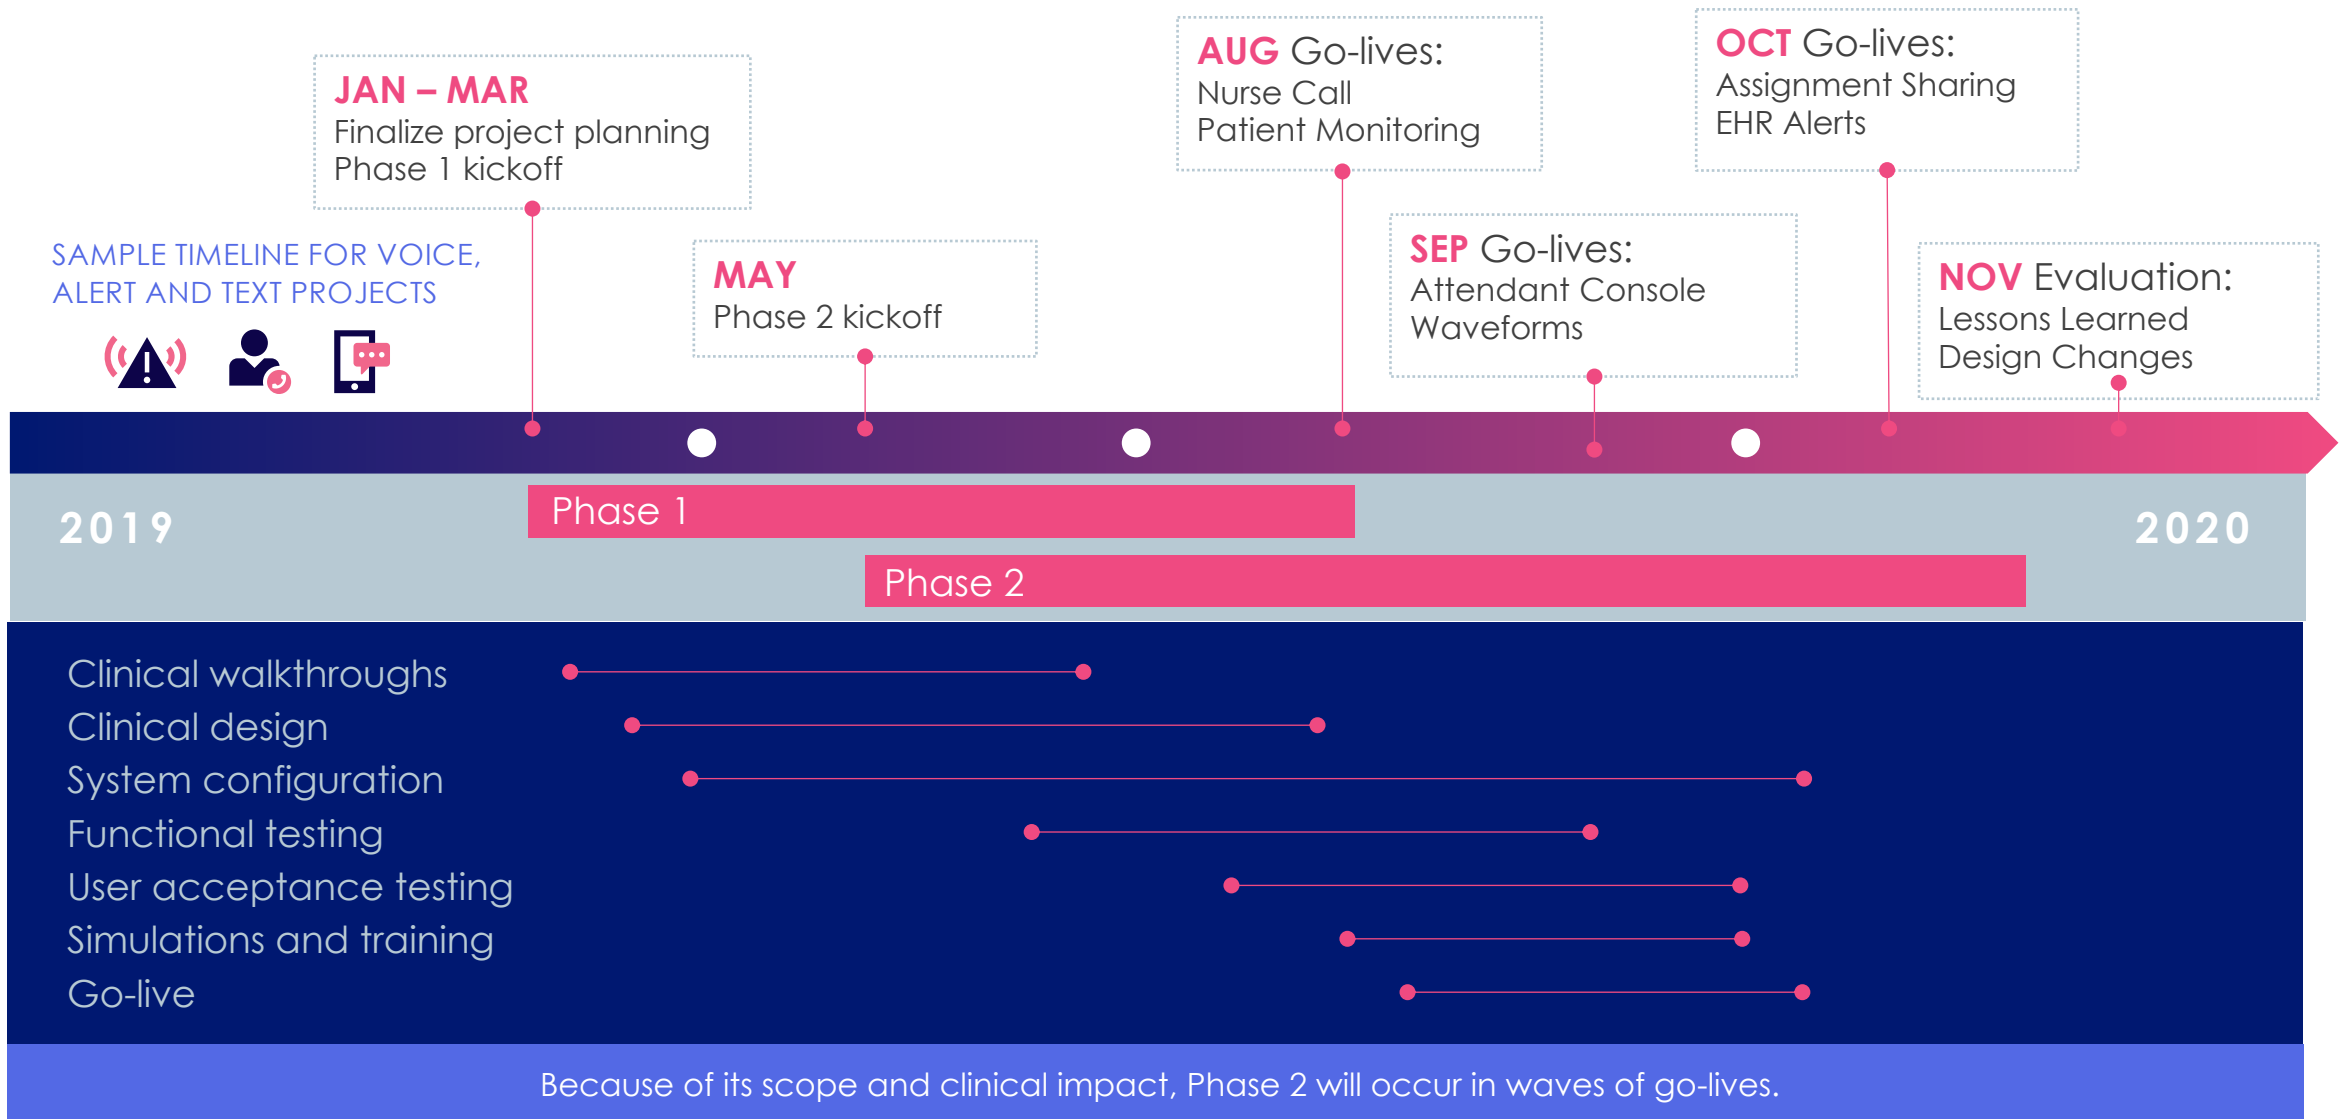 SAMPLE TIMELINE FOR VOICE,
ALERT AND TEXT PROJECTS
JAN – MAR
Finalize project planning
Phase 1 kickoff
MAY
Phase 2 kickoff
AUG Go-lives:
Nurse Call
Patient Monitoring
SEP Go-lives:
Attendant Console
Waveforms
OCT Go-lives:
Assignment Sharing
EHR Alerts
NOV Evaluation:
Lessons Learned
Design Changes
2019
Phase 1
Phase 2
2020
Clinical walkthroughs
Clinical design
System configuration
Functional testing
User acceptance testing
Simulations and training
Go-live
Because of its scope and clinical impact, Phase 2 will occur in waves of go-lives.